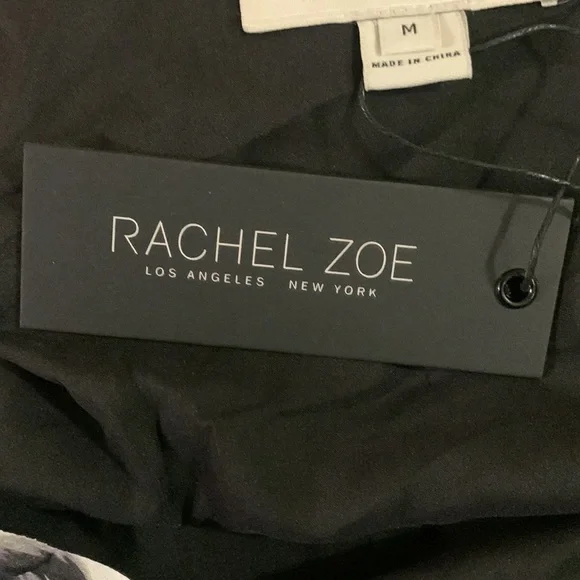 M
MADE IN CHINA
RACHEL ZOE
LOS ANGELES NEW YORK